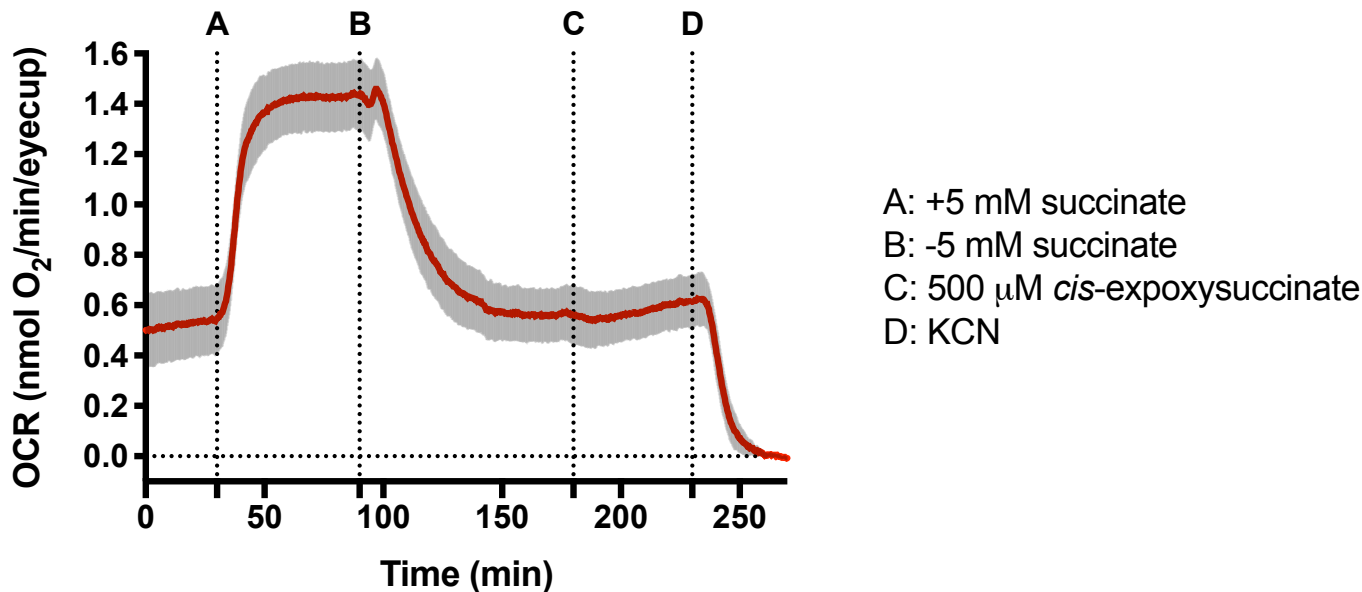 A B C D
OCR (nmol O₂/min/eyecup)
1.6
1.4
1.2
1.0
0.8
0.6
0.4
0.2
0.0
0 50 100 150 200 250
Time (min)
A: +5 mM succinate
B: -5 mM succinate
C: 500 μM cis-expoxysuccinate
D: KCN